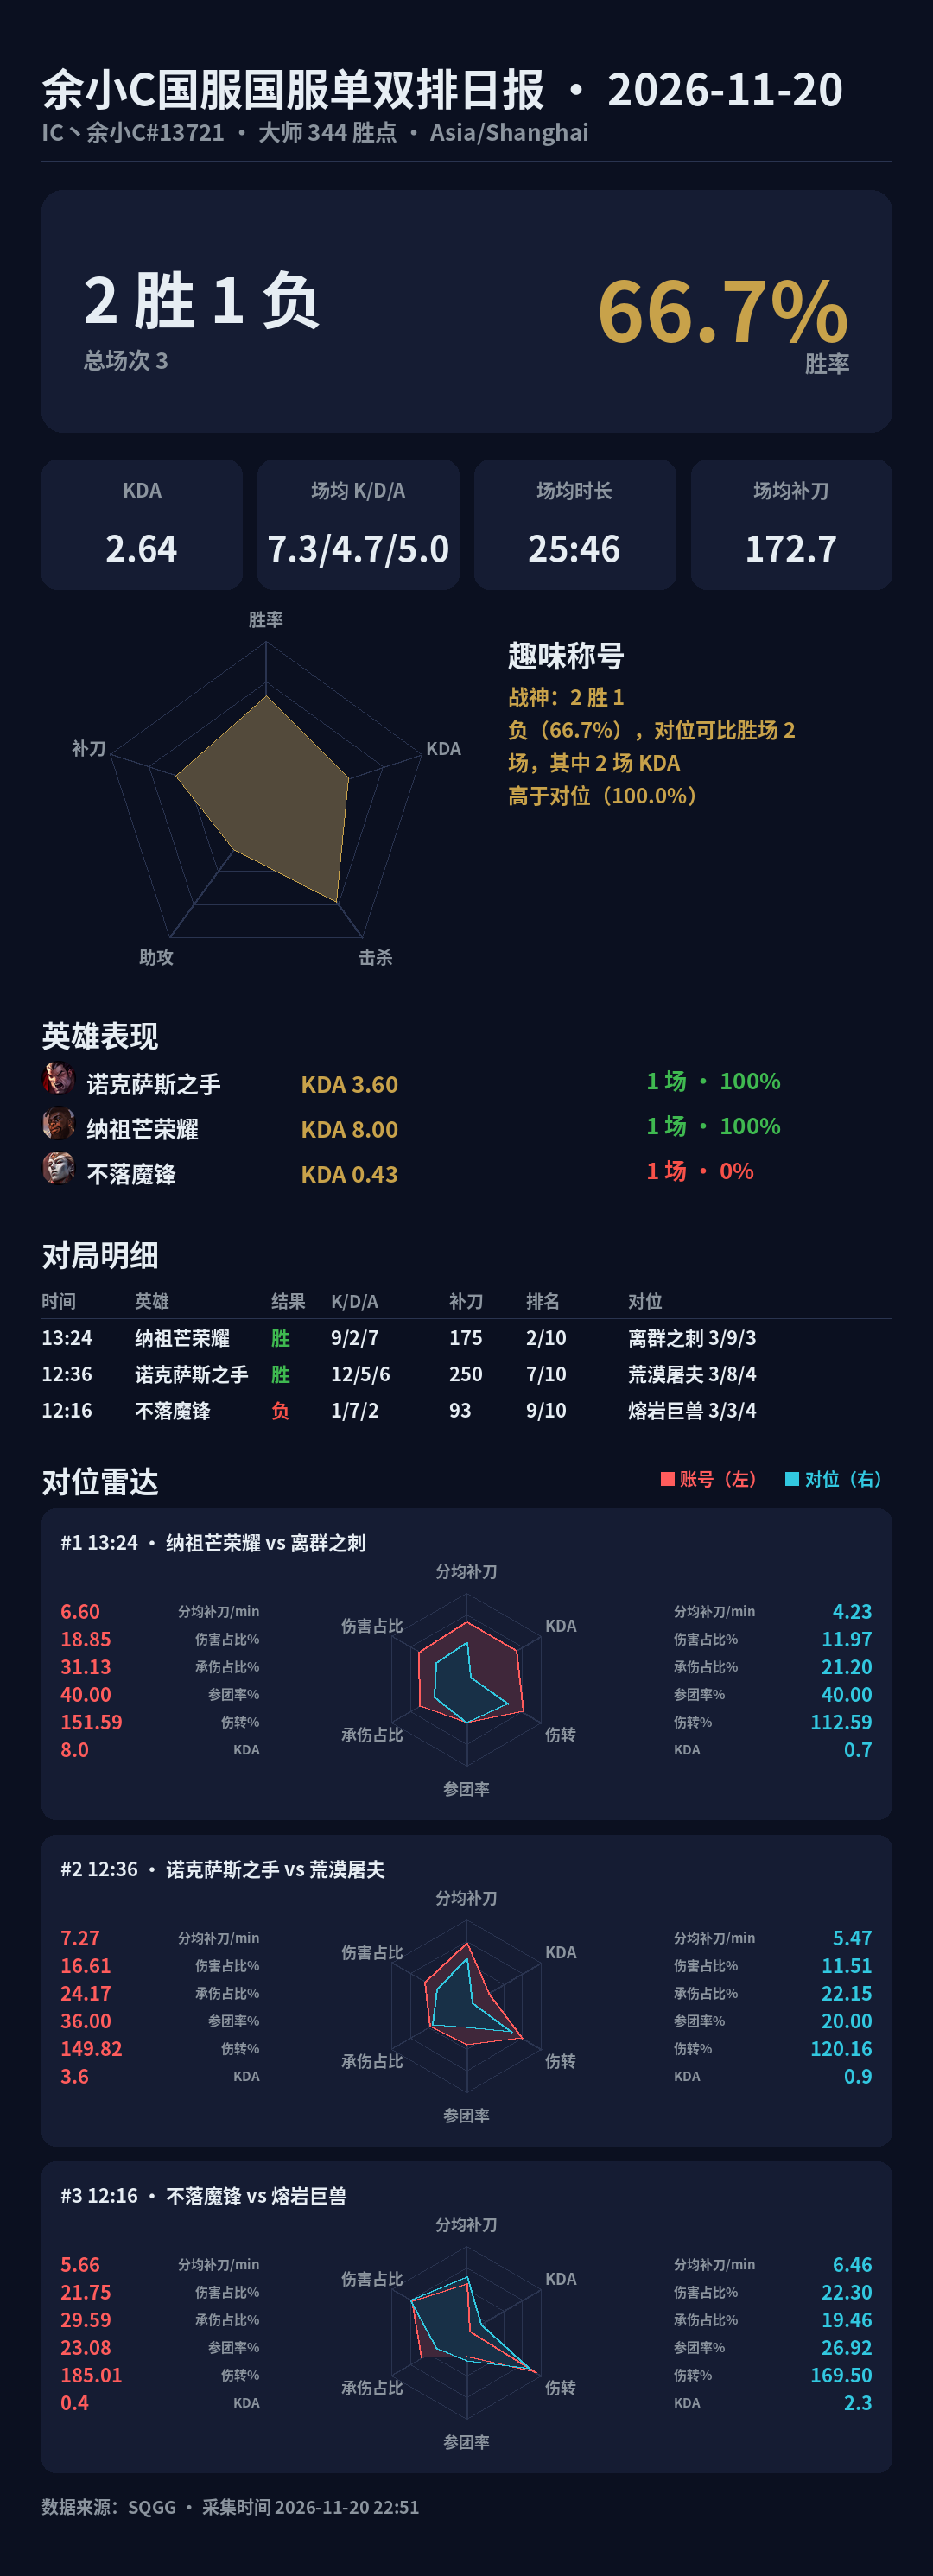 余小C国服国服单双排日报 · 2026-11-20
IC丶余小C#13721 · 大师 344 胜点 · Asia/Shanghai
2 胜 1 负
66.7%
总场次 3
胜率
KDA
场均 K/D/A
场均时长
场均补刀
2.64
7.3/4.7/5.0
25:46
172.7
胜率
补刀
KDA
助攻
击杀
趣味称号
战神：2 胜 1
负（66.7%），对位可比胜场 2
场，其中 2 场 KDA
高于对位（100.0%）
英雄表现
诺克萨斯之手 KDA 3.60 1 场 · 100%
纳祖芒荣耀 KDA 8.00 1 场 · 100%
不落魔锋 KDA 0.43 1 场 · 0%
对局明细
时间 英雄 结果 K/D/A 补刀 排名 对位
13:24 纳祖芒荣耀 胜 9/2/7 175 2/10 离群之刺 3/9/3
12:36 诺克萨斯之手 胜 12/5/6 250 7/10 荒漠屠夫 3/8/4
12:16 不落魔锋 负 1/7/2 93 9/10 熔岩巨兽 3/3/4
对位雷达
账号（左） 对位（右）
#1 13:24 · 纳祖芒荣耀 vs 离群之刺
6.60 分均补刀/min
18.85 伤害占比%
31.13 承伤占比%
40.00 参团率%
151.59 伤转%
8.0 KDA
分均补刀
伤害占比 KDA
承伤占比 伤转
参团率
分均补刀/min 4.23
伤害占比% 11.97
承伤占比% 21.20
参团率% 40.00
伤转% 112.59
KDA 0.7
#2 12:36 · 诺克萨斯之手 vs 荒漠屠夫
7.27 分均补刀/min
16.61 伤害占比%
24.17 承伤占比%
36.00 参团率%
149.82 伤转%
3.6 KDA
分均补刀
伤害占比 KDA
承伤占比 伤转
参团率
分均补刀/min 5.47
伤害占比% 11.51
承伤占比% 22.15
参团率% 20.00
伤转% 120.16
KDA 0.9
#3 12:16 · 不落魔锋 vs 熔岩巨兽
5.66 分均补刀/min
21.75 伤害占比%
29.59 承伤占比%
23.08 参团率%
185.01 伤转%
0.4 KDA
分均补刀
伤害占比 KDA
承伤占比 伤转
参团率
分均补刀/min 6.46
伤害占比% 22.30
承伤占比% 19.46
参团率% 26.92
伤转% 169.50
KDA 2.3
数据来源：SQGG · 采集时间 2026-11-20 22:51